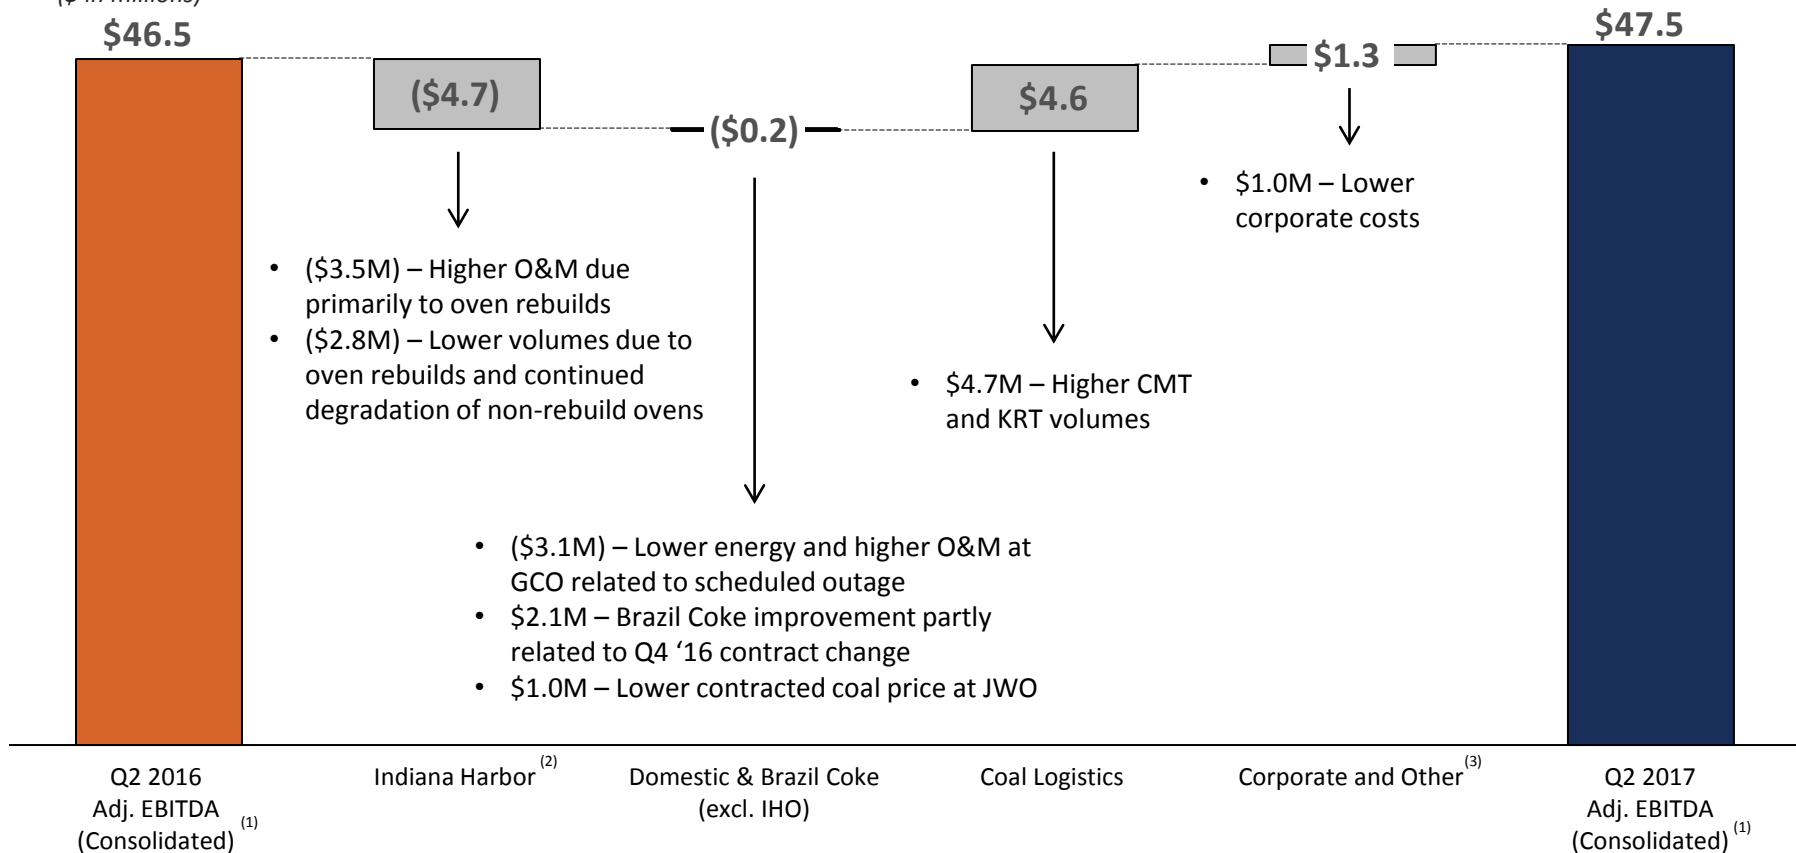 ($ in millions)
$46.5
($4.7)
($0.2)
$4.6
$1.3
$47.5
• ($3.5M) – Higher O&M due
primarily to oven rebuilds
• ($2.8M) – Lower volumes due to
oven rebuilds and continued
degradation of non-rebuild ovens
• ($3.1M) – Lower energy and higher O&M at
GCO related to scheduled outage
• $2.1M – Brazil Coke improvement partly
related to Q4 ‘16 contract change
• $1.0M – Lower contracted coal price at JWO
• $4.7M – Higher CMT
and KRT volumes
• $1.0M – Lower
corporate costs
Q2 2016
Adj. EBITDA
(Consolidated) (1)
Indiana Harbor (2)
Domestic & Brazil Coke
(excl. IHO)
Coal Logistics
Corporate and Other (3)
Q2 2017
Adj. EBITDA
(Consolidated) (1)